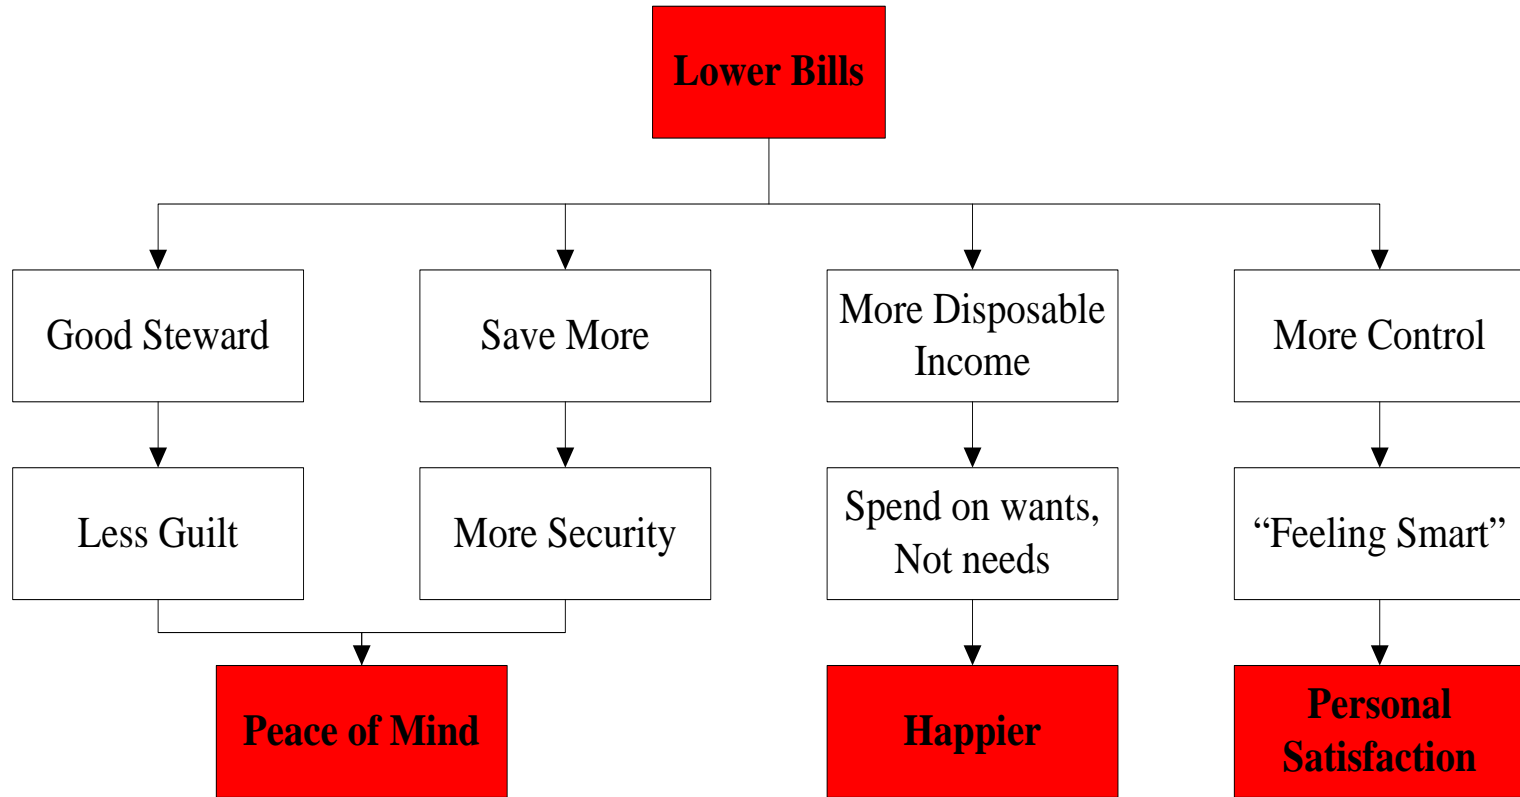 Lower Bills
Good Steward
Save More
More Disposable
Income
More Control
Less Guilt
More Security
Spend on wants,
Not needs
“Feeling Smart”
Peace of Mind
Happier
Personal
Satisfaction